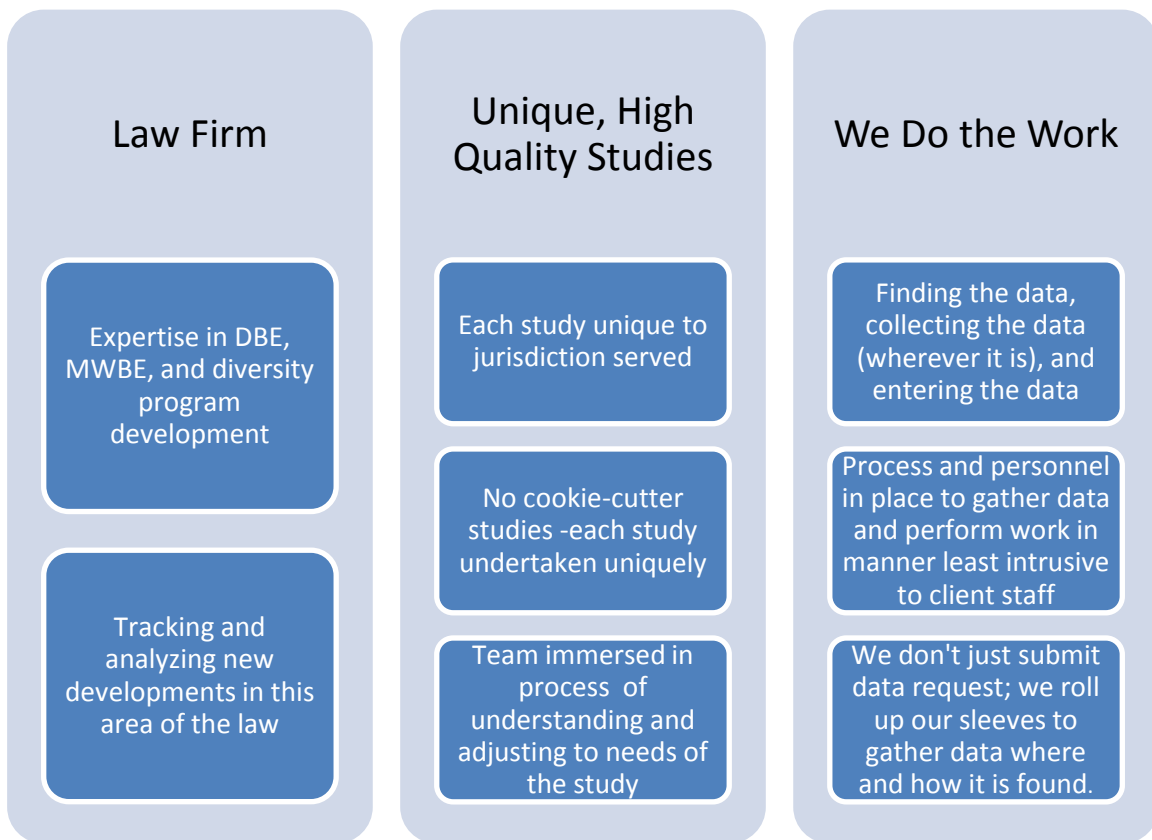 Law Firm
Expertise in DBE,
MWBE, and diversity
program
development
Tracking and
analyzing new
developments in this
area of the law
Unique, High
Quality Studies
Each study unique to
jurisdiction served
No cookie-cutter
studies -each study
undertaken uniquely
Team immersed in
process of
understanding and
adjusting to needs of
the study
We Do the Work
Finding the data,
collecting the data
(wherever it is), and
entering the data
Process and personnel
in place to gather data
and perform work in
manner least intrusive
to client staff
We don't just submit
data request; we roll
up our sleeves to
gather data where
and how it is found.